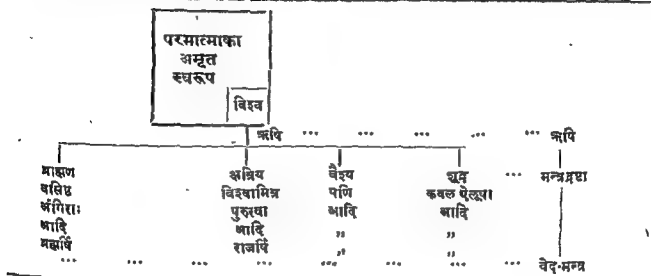 परमात्माका
अमृत
स्वरूप
विश्व
ऋषि ... ... ... ... ... ऋषि
ब्राह्मण क्षत्रिय वैश्य शूद्र ... मन्त्रद्रष्टा
वसिष्ठ विश्वामित्र पणि कवल ऐलूषा
अंगिराः पुरुरवा आदि आदि
आदि आदि ,, ,,
ब्रह्मर्षि राजर्षि ,, ,,
... ... ... ... ... ... ... ... ... वेद-मन्त्र